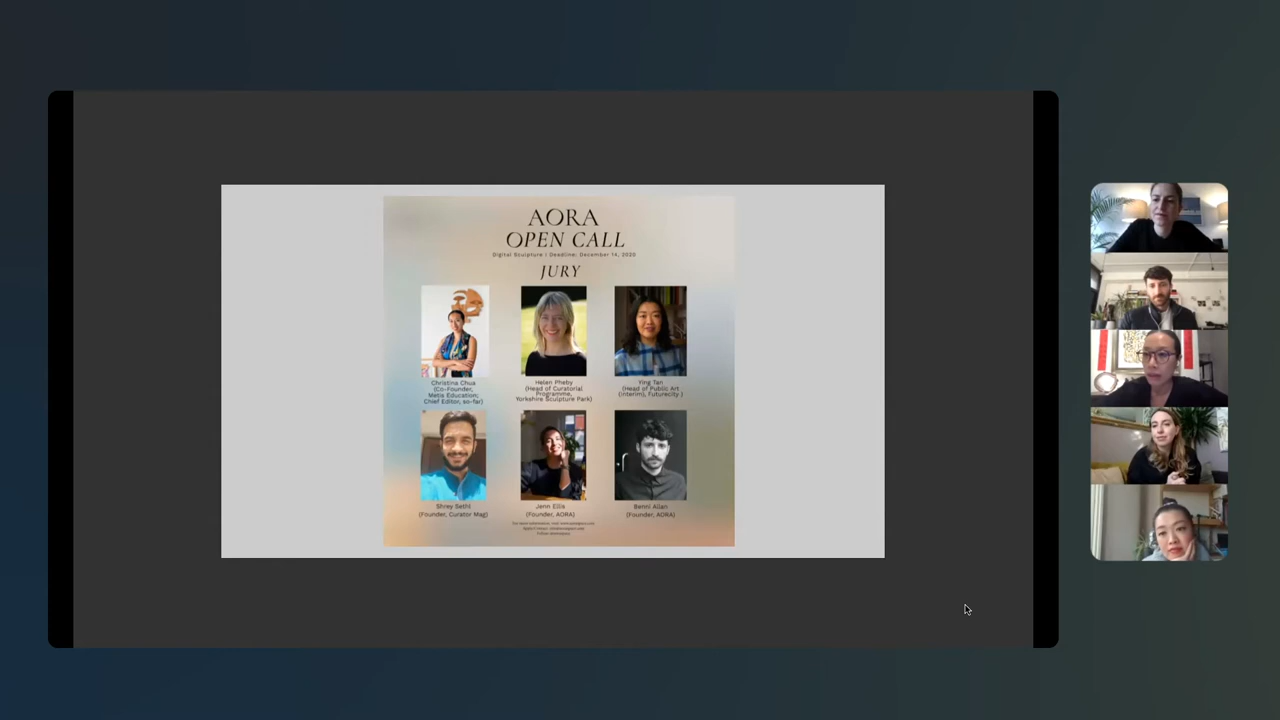 AORA
OPEN CALL
Digital Sculpture | Deadline: December 14, 2020
JURY
Christina Chua
(Co-Founder,
Metis Education;
Chief Editor, so-far)
Helen Pheby
(Head of Curatorial
Programme,
Yorkshire Sculpture Park)
Ying Tan
(Head of Public Art
(Interim), Futurecity )
Shrey Sethi
(Founder, Curator Mag)
Jenn Ellis
(Founder, AORA)
Benni Allan
(Founder, AORA)